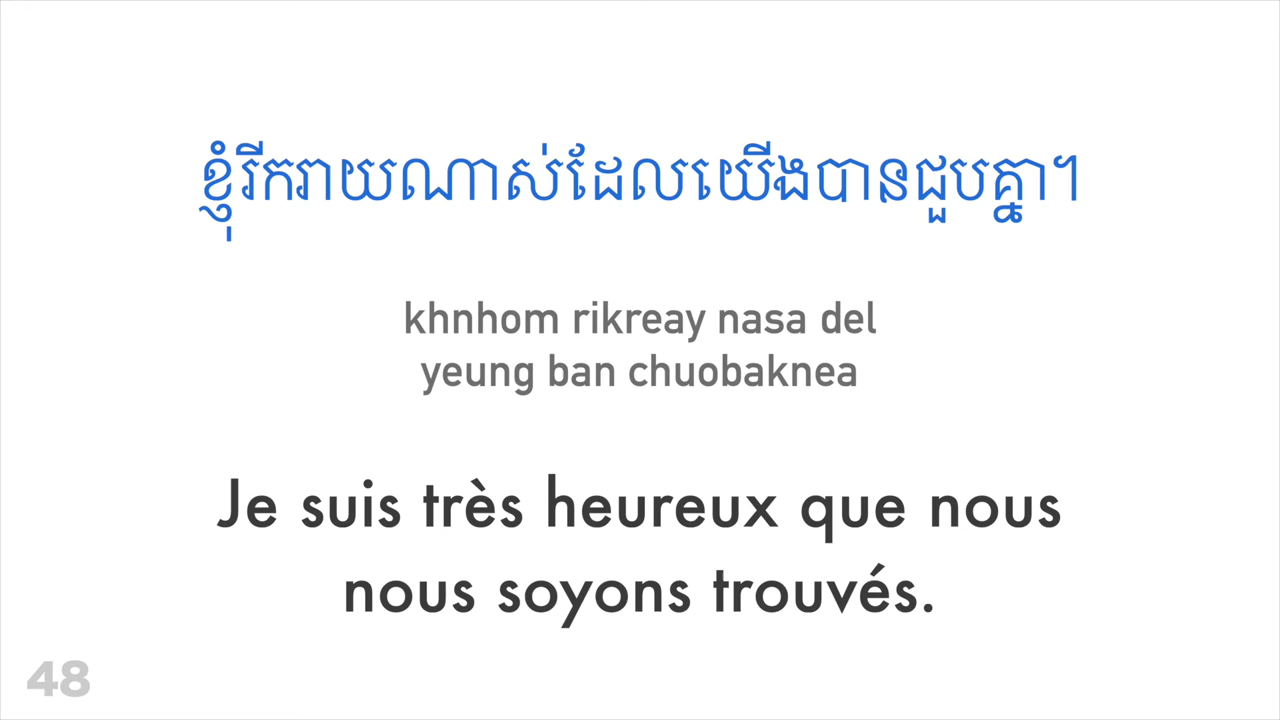 ខ្ញុំរីករាយណាស់ដែលយើងបានជួបគ្នា។
khnhom rikreay nasa del
yeung ban chuobaknea
Je suis très heureux que nous
nous soyons trouvés.
48